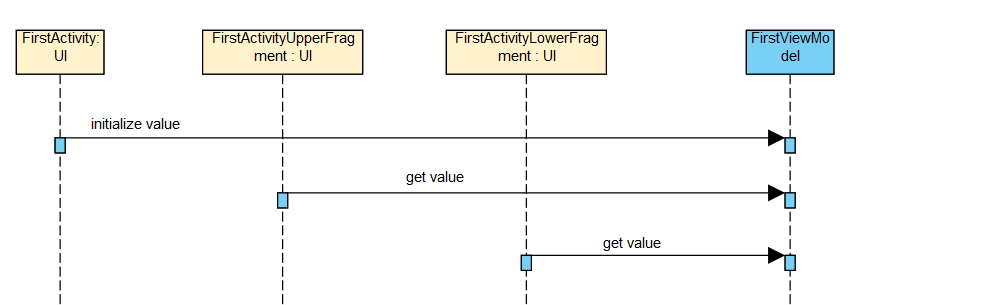 FirstActivity:
UI
FirstActivityUpperFrag
ment : UI
FirstActivityLowerFrag
ment : UI
FirstViewMo
del
initialize value
get value
get value